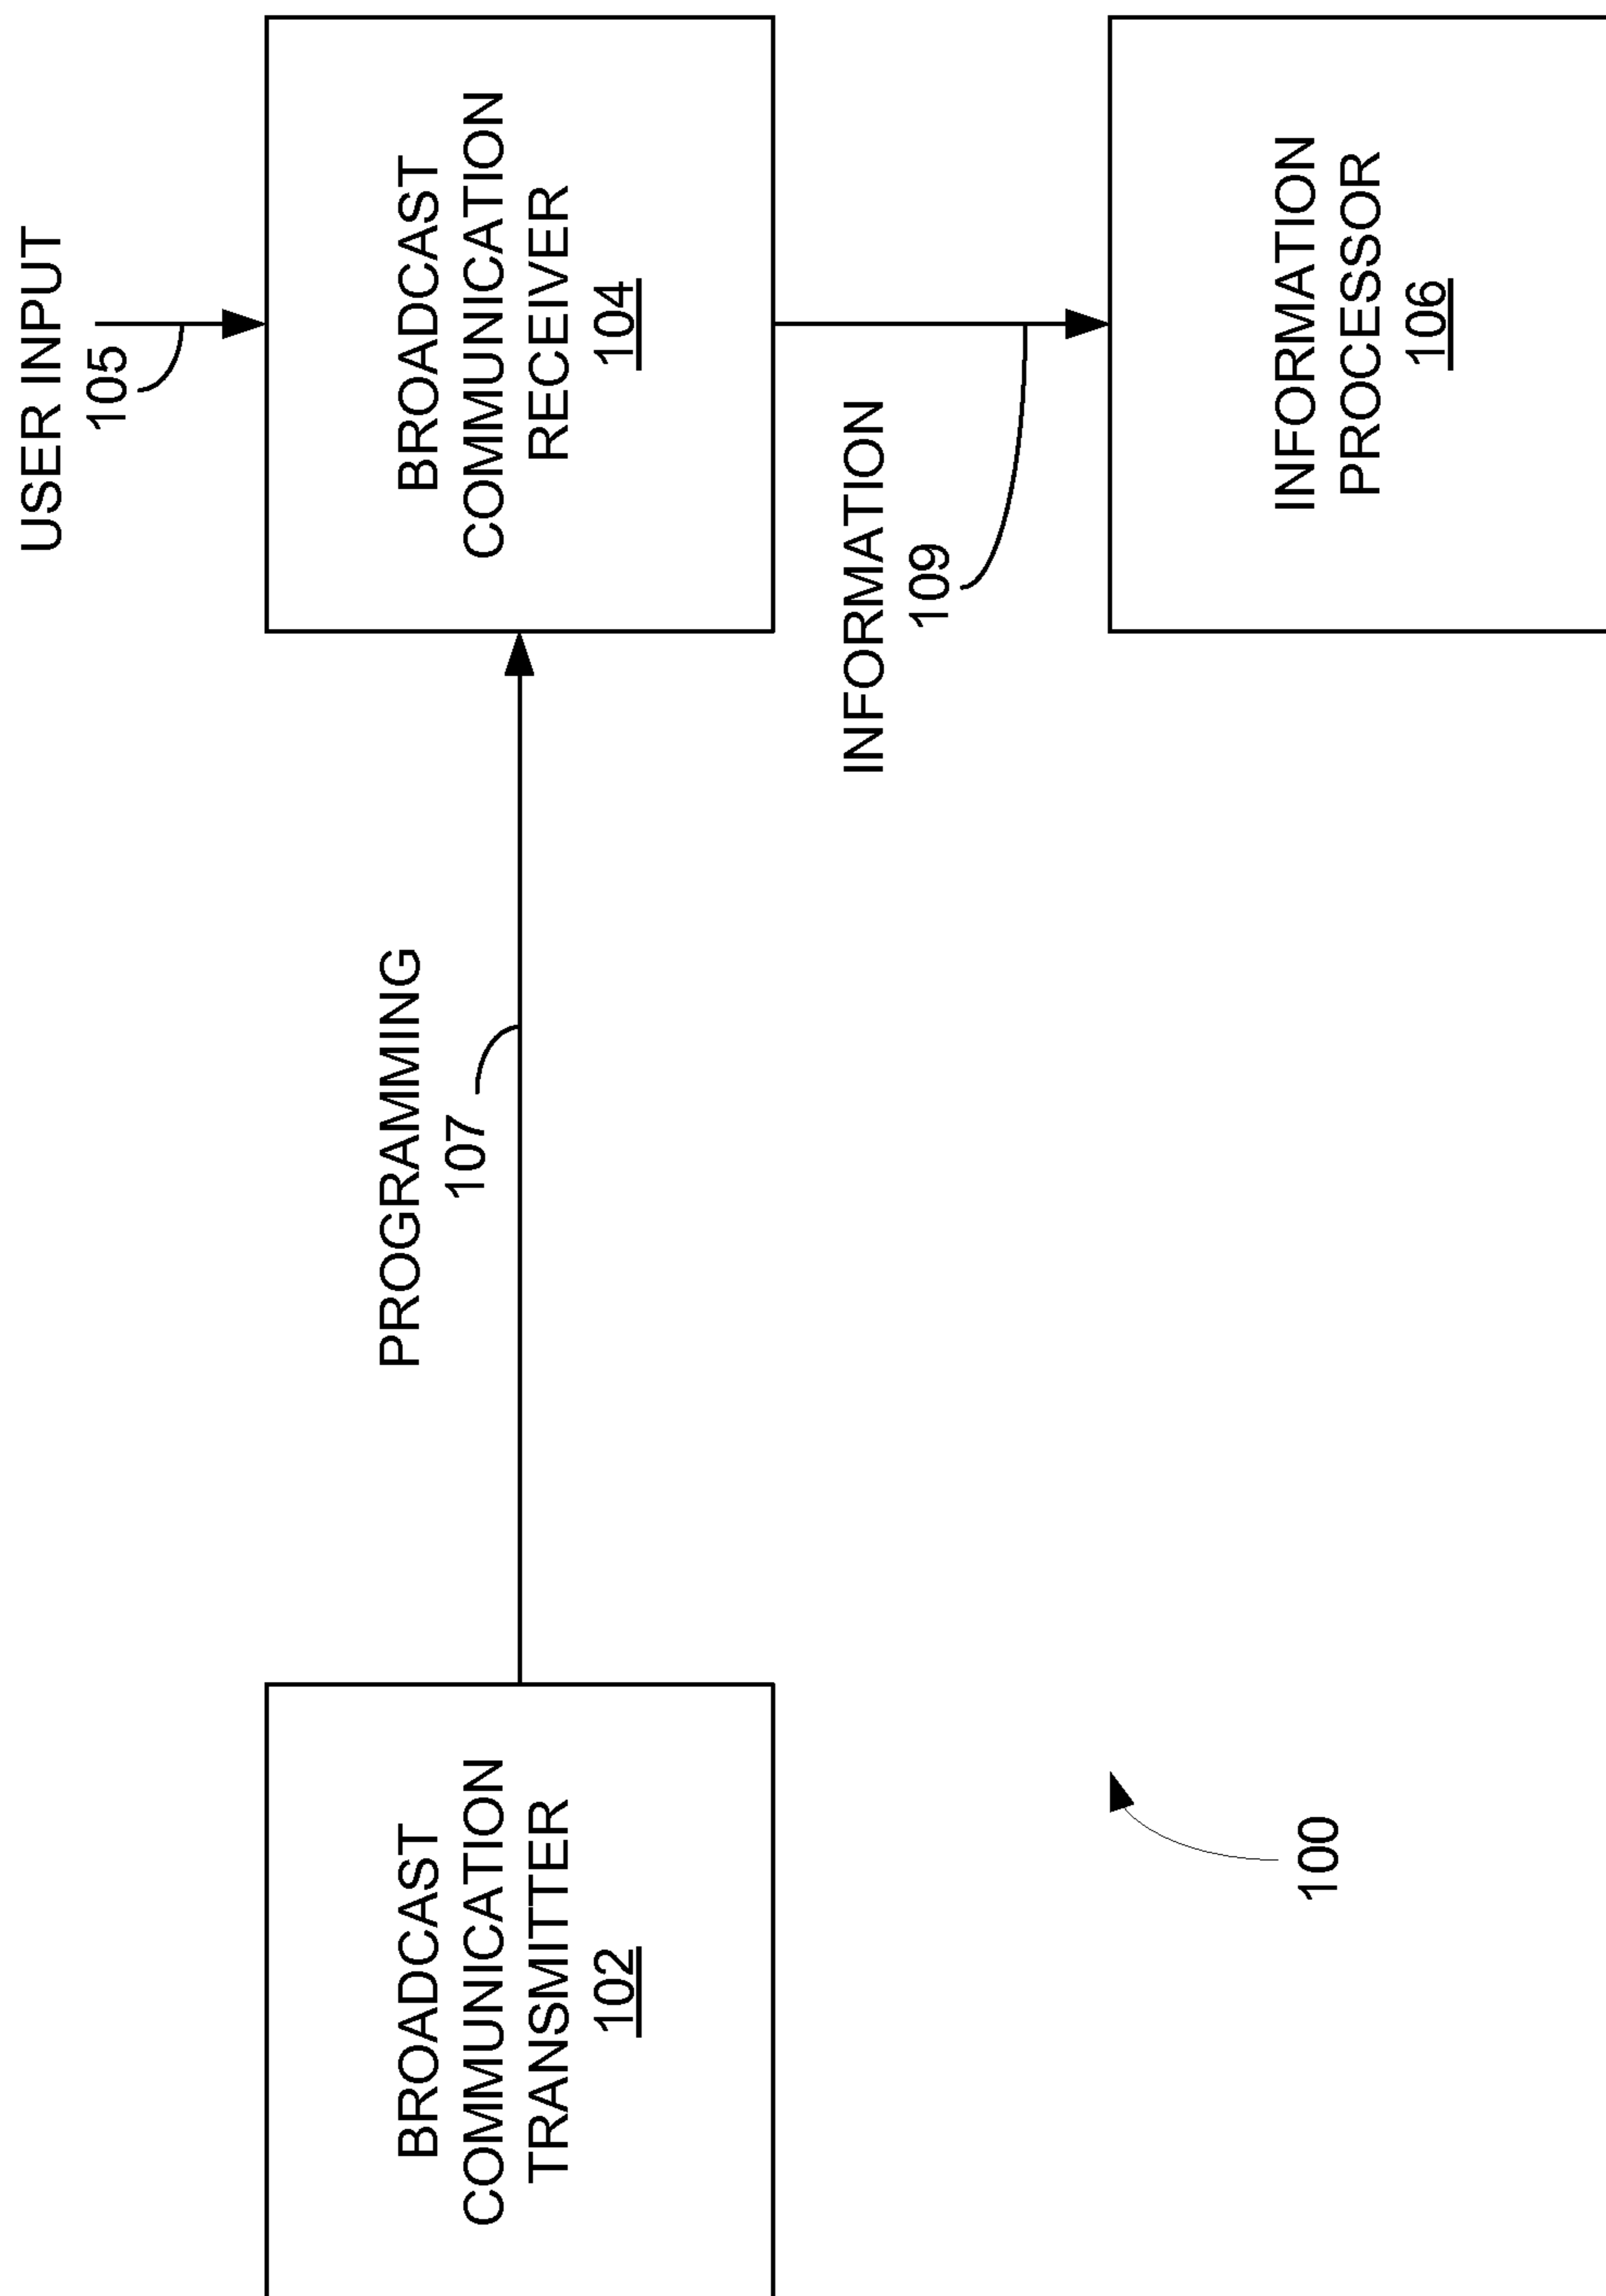 USER INPUT
105
BROADCAST
COMMUNICATION
TRANSMITTER
102
PROGRAMMING
107
BROADCAST
COMMUNICATION
RECEIVER
104
INFORMATION
109
INFORMATION
PROCESSOR
106
100